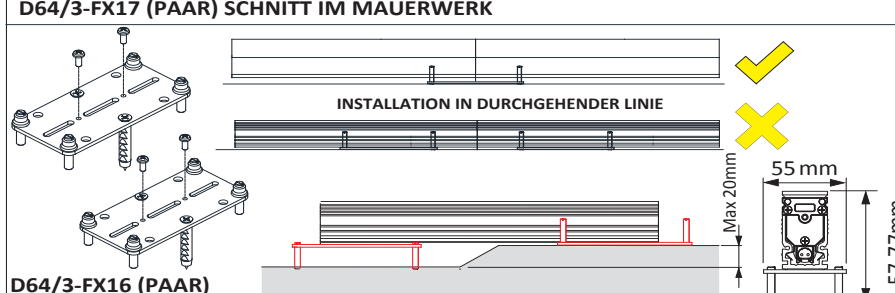 D64/3-FX17 (PAAR) SCHNITT IM MAUERWERK
INSTALLATION IN DURCHGEHENDER LINIE
Max 20mm
55 mm
57-77mm
D64/3-FX16 (PAAR)